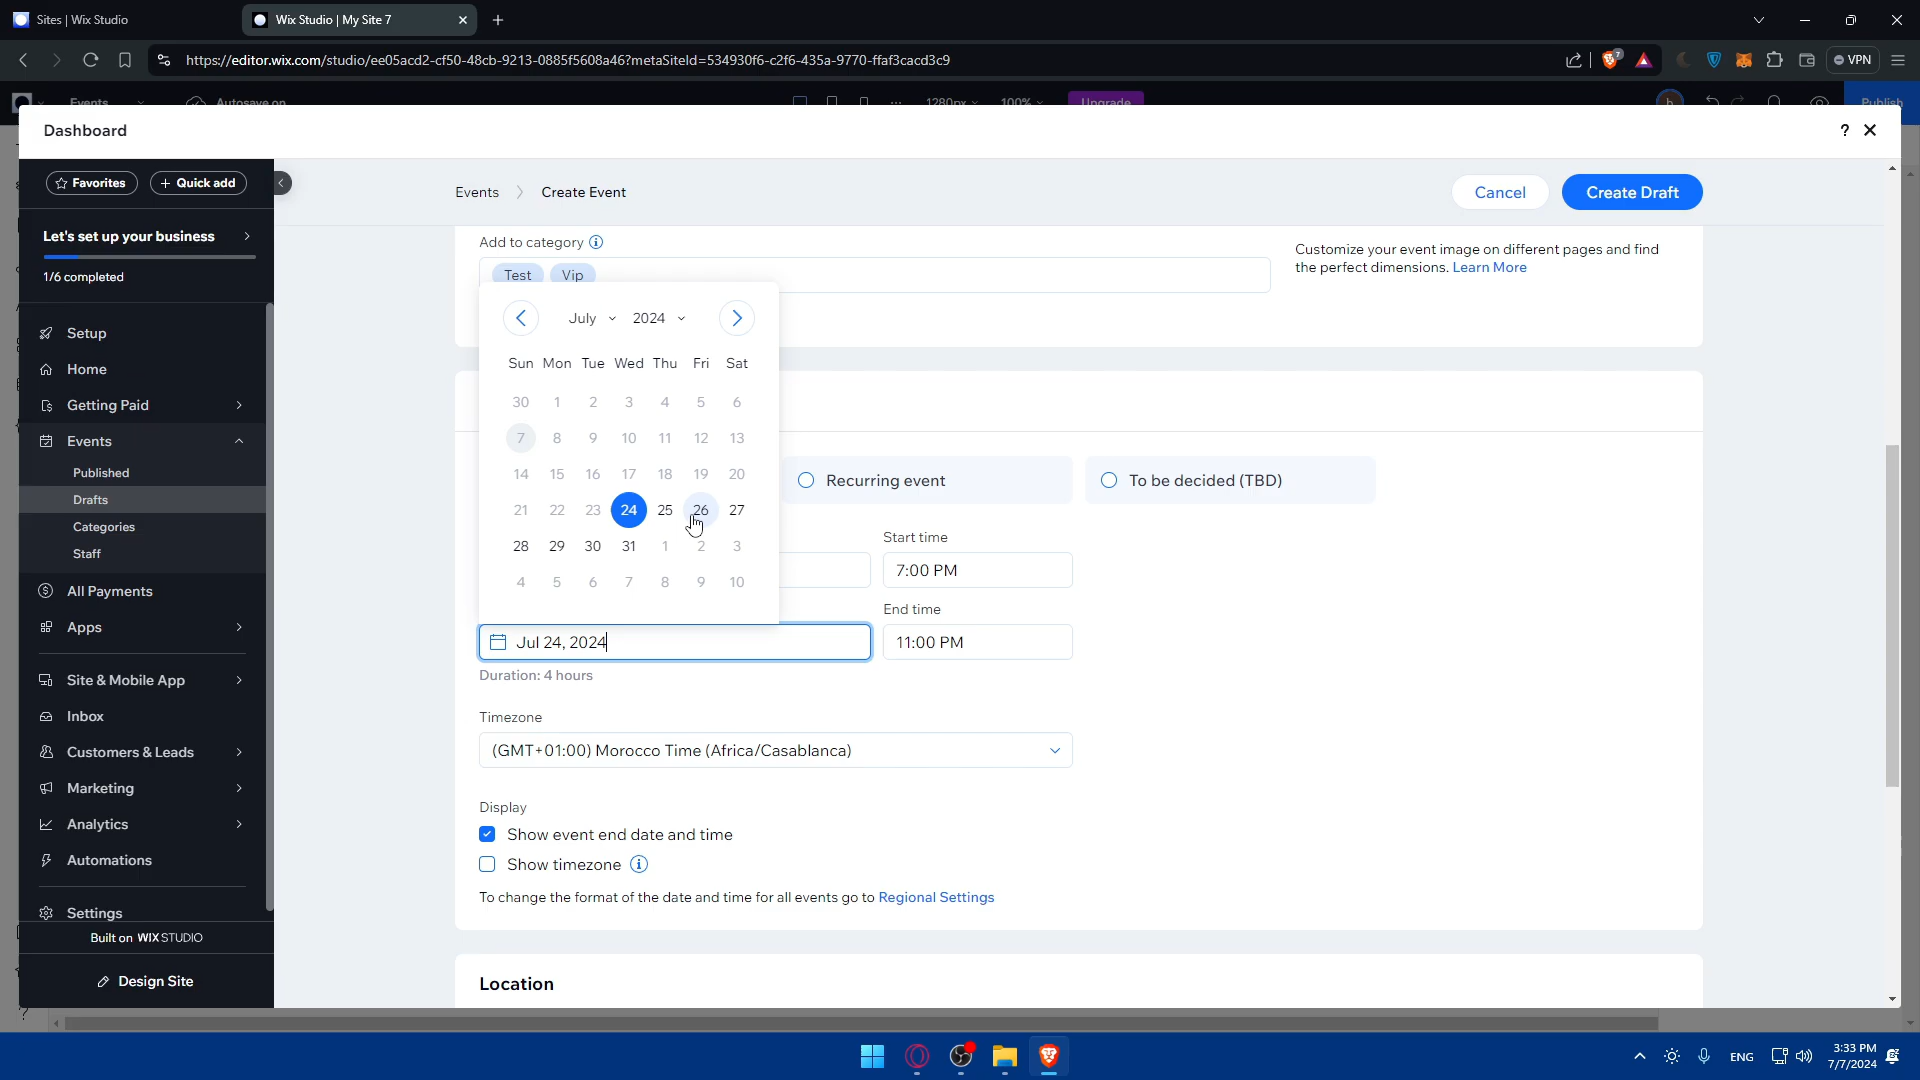 Sites | Wix Studio
Wix Studio | My Site 7
https://editor.wix.com/studio/ee05acd2-cf50-48cb-9213-0885f5608a46?metaSiteId=534930f6-c2f6-435a-9770-ffaf3cacd3c9
7
VPN
Events
Autosave on
1280px
100%
Upgrade
h
Publish
Dashboard
?
Favorites
+ Quick add
Events > Create Event
Cancel
Create Draft
Let's set up your business
1/6 completed
Add to category
Test
Vip
Customize your event image on different pages and find
the perfect dimensions. Learn More
July
2024
Sun Mon Tue Wed Thu Fri Sat
30 1 2 3 4 5 6
7 8 9 10 11 12 13
14 15 16 17 18 19 20
21 22 23 24 25 26 27
28 29 30 31 1 2 3
4 5 6 7 8 9 10
Setup
Home
Getting Paid
Events
Published
Drafts
Categories
Staff
All Payments
Apps
Site & Mobile App
Inbox
Customers & Leads
Marketing
Analytics
Automations
Settings
Built on WIX STUDIO
Design Site
Recurring event
To be decided (TBD)
Start time
7:00 PM
End time
Jul 24, 2024
11:00 PM
Duration: 4 hours
Timezone
(GMT+01:00) Morocco Time (Africa/Casablanca)
Display
Show event end date and time
Show timezone
To change the format of the date and time for all events go to Regional Settings
Location
ENG
3:33 PM
7/7/2024